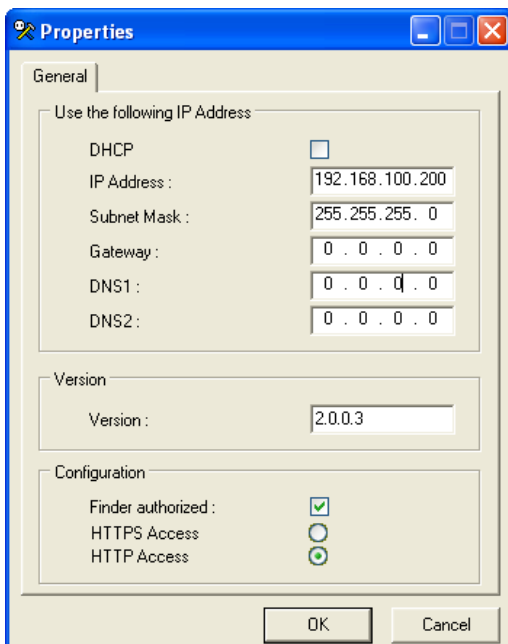 Properties
General
Use the following IP Address
DHCP
IP Address : 192.168.100.200
Subnet Mask : 255.255.255. 0
Gateway : 0 . 0 . 0 . 0
DNS1 : 0 . 0 . 0 . 0
DNS2 : 0 . 0 . 0 . 0
Version
Version : 2.0.0.3
Configuration
Finder authorized :
HTTPS Access
HTTP Access
OK Cancel